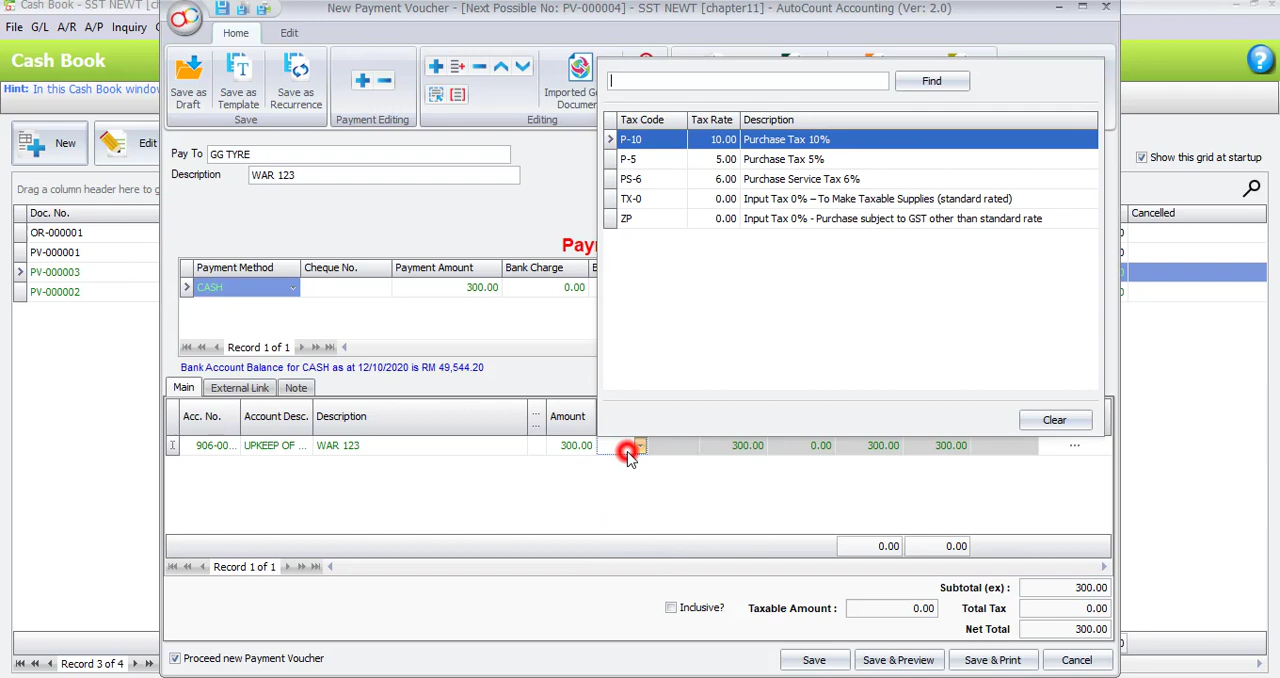 Cash Book - SST NEWT
New Payment Voucher - [Next Possible No: PV-000004] - SST NEWT [chapter11] - AutoCount Accounting (Ver: 2.0)
File G/L A/R A/P Inquiry
Home Edit
Cash Book
Hint: In this Cash Book window
Save as Draft
Save as Template
Save as Recurrence
Save
Payment Editing
Editing
New
Edit
Show this grid at startup
Drag a column header here to g
Doc. No.
OR-000001
PV-000001
PV-000003
PV-000002
Cancelled
Pay To GG TYRE
Description WAR 123
Find
Tax Code Tax Rate Description
P-10 10.00 Purchase Tax 10%
P-5 5.00 Purchase Tax 5%
PS-6 6.00 Purchase Service Tax 6%
TX-0 0.00 Input Tax 0% – To Make Taxable Supplies (standard rated)
ZP 0.00 Input Tax 0% - Purchase subject to GST other than standard rate
Clear
Payment Method Cheque No. Payment Amount Bank Charge
CASH 300.00 0.00
Record 1 of 1
Bank Account Balance for CASH as at 12/10/2020 is RM 49,544.20
Main External Link Note
Acc. No. Account Desc. Description ... ... Amount
906-00... UPKEEP OF ... WAR 123 300.00 300.00 0.00 300.00 300.00 ...
0.00 0.00
Record 1 of 1
Subtotal (ex) : 300.00
Inclusive? Taxable Amount : 0.00 Total Tax 0.00
Net Total 300.00
Proceed new Payment Voucher
Save Save & Preview Save & Print Cancel
Record 3 of 4